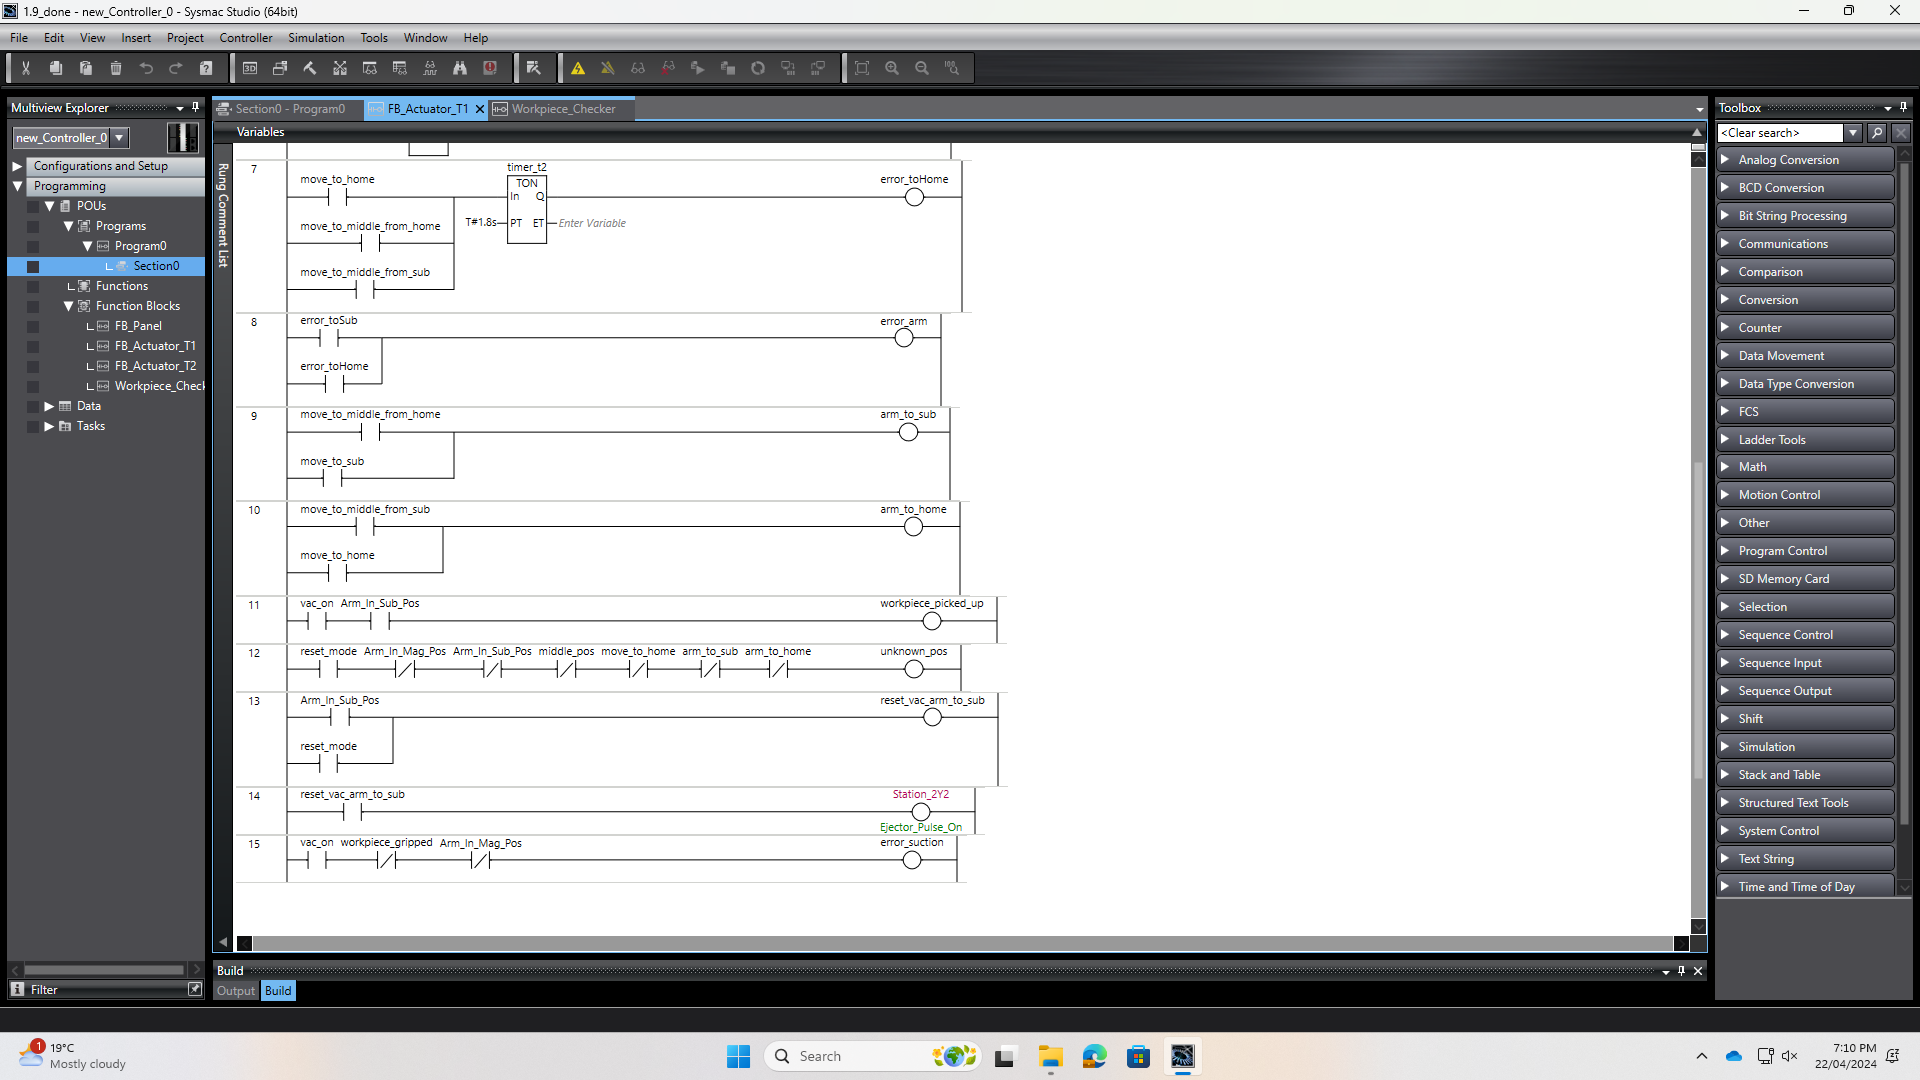 1.9_done - new_Controller_0 - Sysmac Studio (64bit)
File Edit View Insert Project Controller Simulation Tools Window Help
Multiview Explorer
new_Controller_0
Configurations and Setup
Programming
POUs
Programs
Program0
Section0
Functions
Function Blocks
FB_Panel
FB_Actuator_T1
FB_Actuator_T2
Workpiece_Check
Data
Tasks
Filter
Section0 - Program0 FB_Actuator_T1 Workpiece_Checker
Variables
Rung Comment List
7
move_to_home
timer_t2
TON
In Q
error_toHome
T#1.8s PT ET Enter Variable
move_to_middle_from_home
move_to_middle_from_sub
8
error_toSub error_arm
error_toHome
9
move_to_middle_from_home arm_to_sub
move_to_sub
10
move_to_middle_from_sub arm_to_home
move_to_home
11
vac_on Arm_In_Sub_Pos workpiece_picked_up
12
reset_mode Arm_In_Mag_Pos Arm_In_Sub_Pos middle_pos move_to_home arm_to_sub arm_to_home unknown_pos
13
Arm_In_Sub_Pos reset_vac_arm_to_sub
reset_mode
14
reset_vac_arm_to_sub Station_2Y2
Ejector_Pulse_On
15
vac_on workpiece_gripped Arm_In_Mag_Pos error_suction
Build
Output Build
Toolbox
<Clear search>
Analog Conversion
BCD Conversion
Bit String Processing
Communications
Comparison
Conversion
Counter
Data Movement
Data Type Conversion
FCS
Ladder Tools
Math
Motion Control
Other
Program Control
SD Memory Card
Selection
Sequence Control
Sequence Input
Sequence Output
Shift
Simulation
Stack and Table
Structured Text Tools
System Control
Text String
Time and Time of Day
1
19°C
Mostly cloudy
Search
7:10 PM
22/04/2024